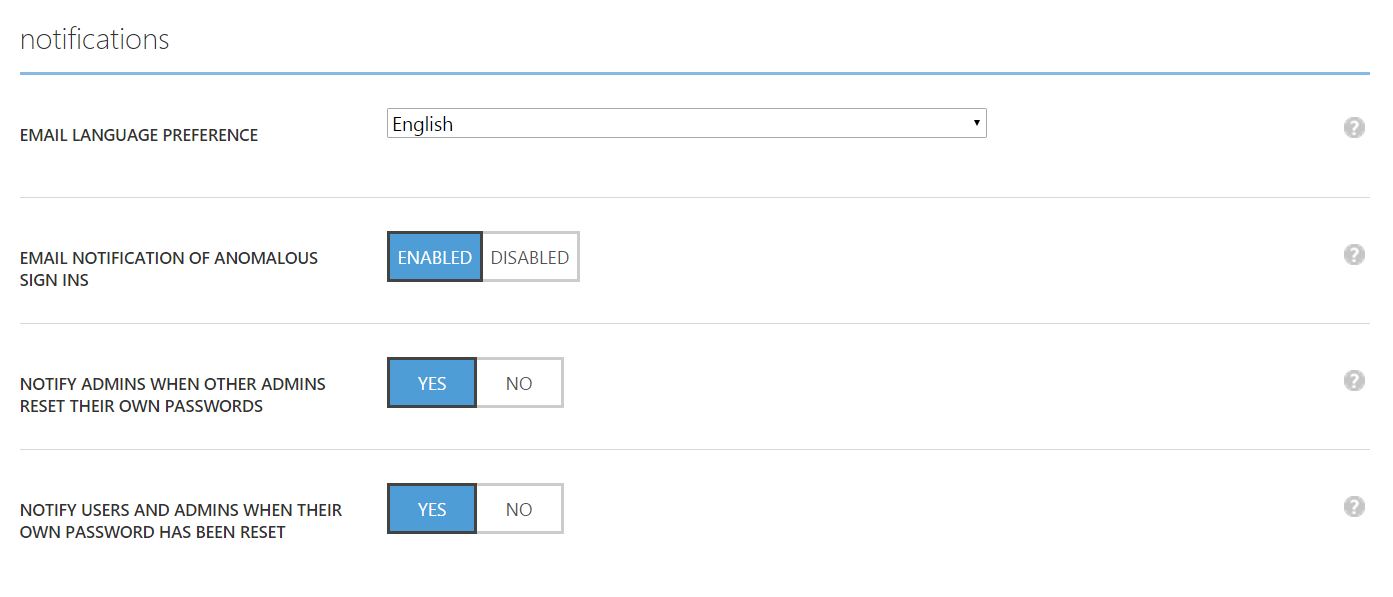 notifications
EMAIL LANGUAGE PREFERENCE
English
?
EMAIL NOTIFICATION OF ANOMALOUS
SIGN INS
ENABLED DISABLED
?
NOTIFY ADMINS WHEN OTHER ADMINS
RESET THEIR OWN PASSWORDS
YES NO
?
NOTIFY USERS AND ADMINS WHEN THEIR
OWN PASSWORD HAS BEEN RESET
YES NO
?